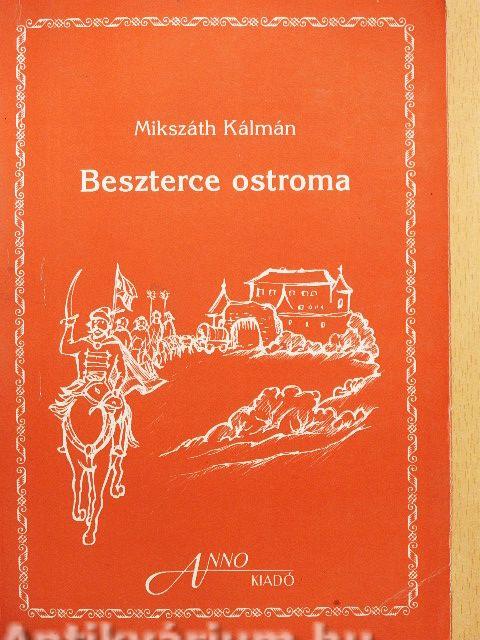 Mikszáth Kálmán
Beszterce ostroma
ANNO
KIADÓ
Antikvárium.hu